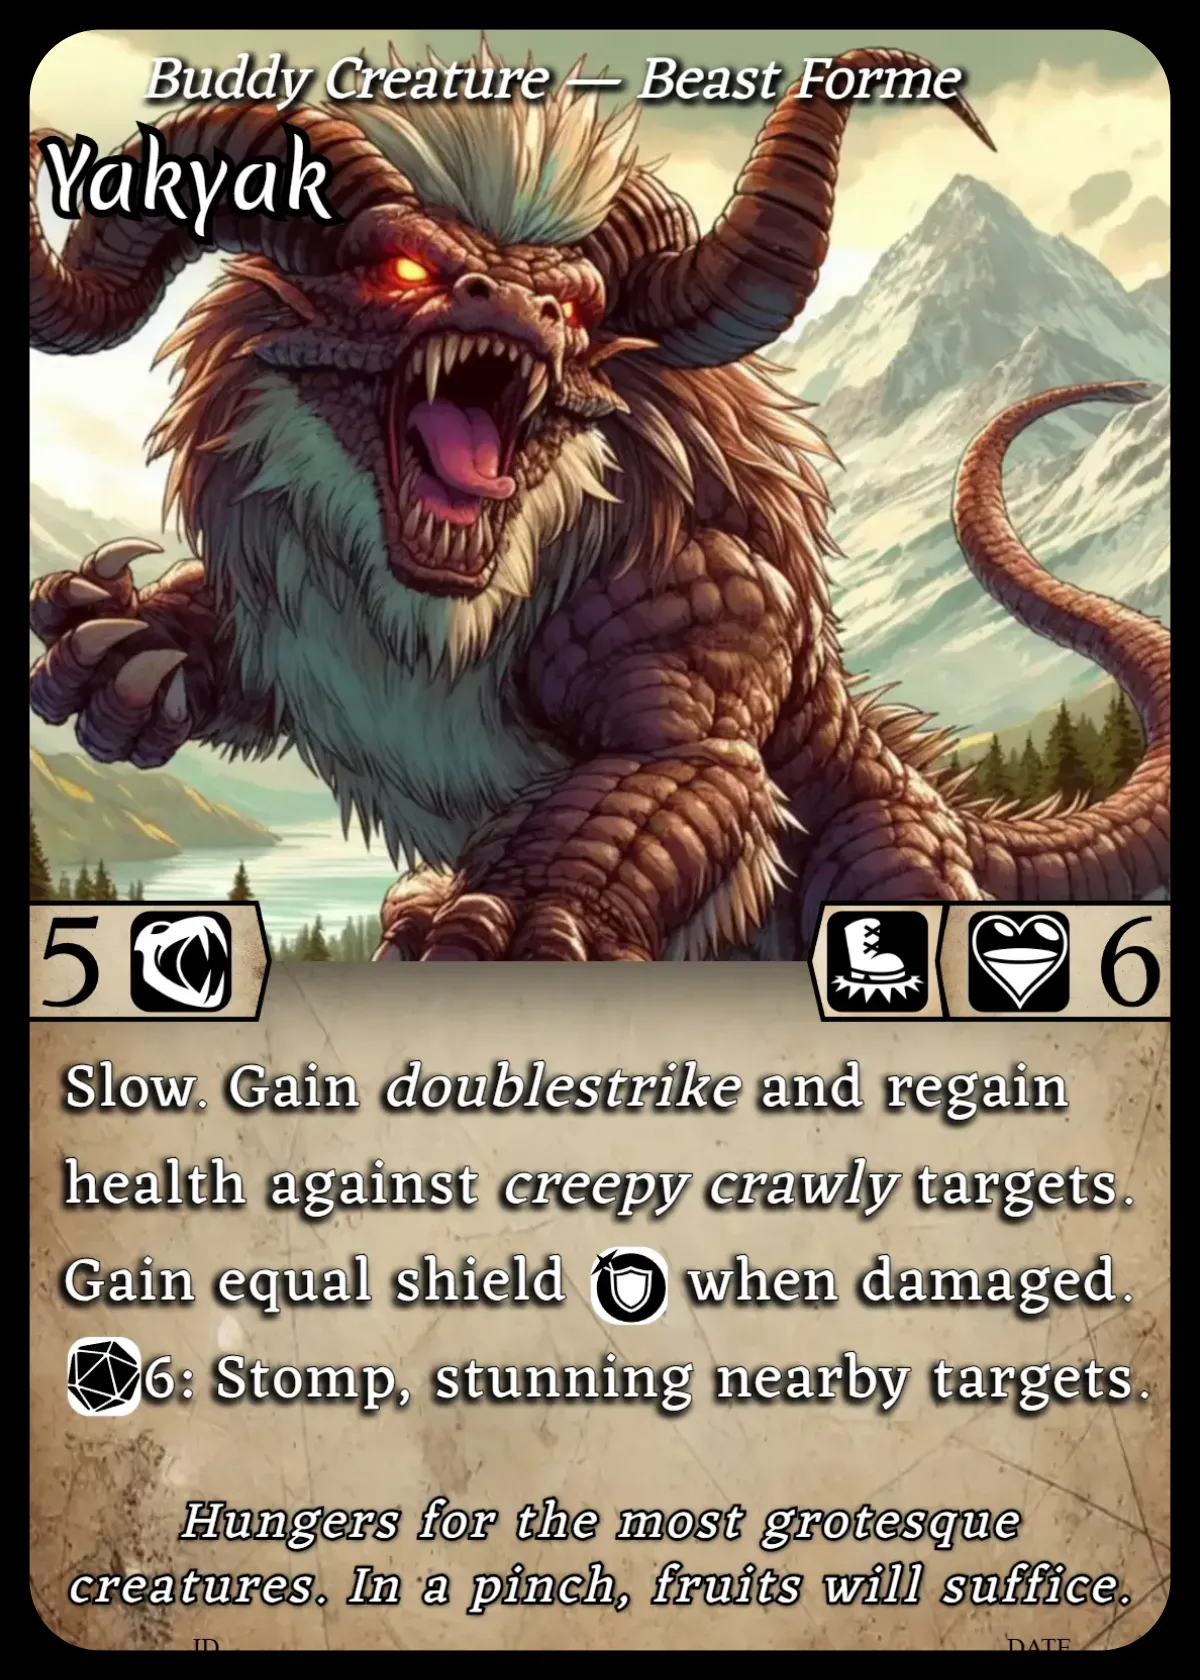 Buddy Creature — Beast Forme
Yakyak
5
6
Slow. Gain doublestrike and regain
health against creepy crawly targets.
Gain equal shield when damaged.
6: Stomp, stunning nearby targets.
Hungers for the most grotesque
creatures. In a pinch, fruits will suffice.
ID
DATE